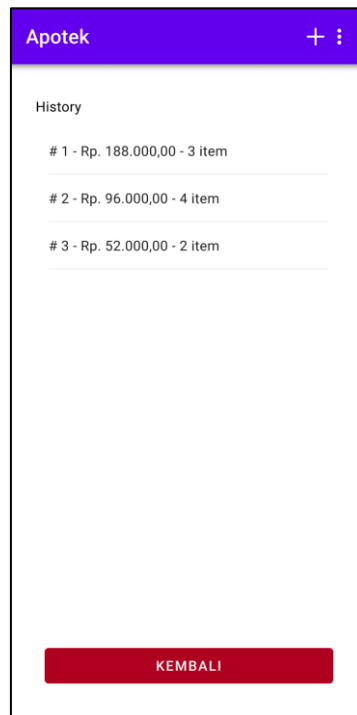 Apotek
History
# 1 - Rp. 188.000,00 - 3 item
# 2 - Rp. 96.000,00 - 4 item
# 3 - Rp. 52.000,00 - 2 item
KEMBALI